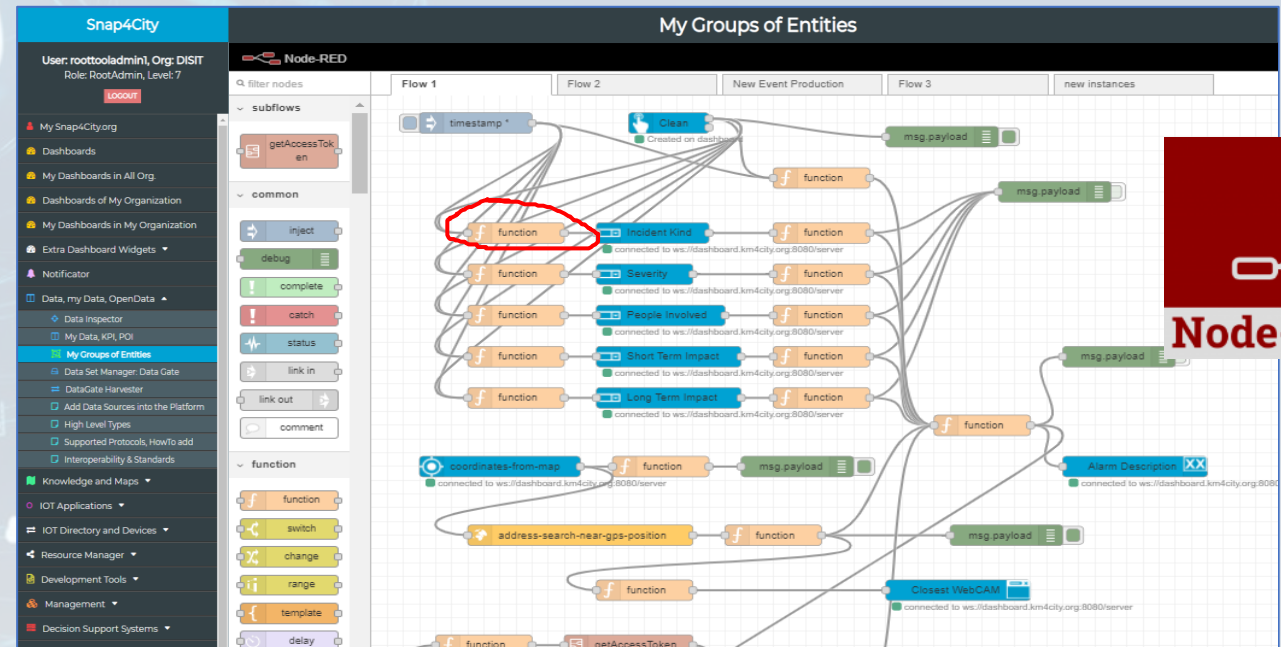 Snap4City
My Groups of Entities
User: roottooladmin1, Org: DISIT
Role: RootAdmin, Level: 7
LOGOUT
My Snap4City.org
Dashboards
My Dashboards in All Org.
Dashboards of My Organization
My Dashboards in My Organization
Extra Dashboard Widgets
Notificator
Data, my Data, OpenData
Data Inspector
My Data, KPI, POI
My Groups of Entities
Data Set Manager: Data Gate
DataGate Harvester
Add Data Sources into the Platform
High Level Types
Supported Protocols, HowTo add
Interoperability & Standards
Knowledge and Maps
IOT Applications
IOT Directory and Devices
Resource Manager
Development Tools
Management
Decision Support Systems
Node-RED
filter nodes
subflows
getAccessTok
en
common
inject
debug
complete
catch
status
link in
link out
comment
function
function
switch
change
range
template
delay
Flow 1
Flow 2
New Event Production
Flow 3
new instances
timestamp *
Clean
Created on dashboard
msg.payload
function
msg.payload
function
Incident Kind
function
connected to ws://dashboard.km4city.org:8080/server
function
Severity
function
connected to ws://dashboard.km4city.org:8080/server
function
People Involved
function
connected to ws://dashboard.km4city.org:8080/server
function
Short Term Impact
function
msg.payload
connected to ws://dashboard.km4city.org:8080/server
function
Long Term Impact
function
connected to ws://dashboard.km4city.org:8080/server
function
coordinates-from-map
function
msg.payload
Alarm Description
XX
connected to ws://dashboard.km4city.org:8080/server
connected to ws://dashboard.km4city.org:808
address-search-near-gps-position
function
msg.payload
function
Closest WebCAM
connected to ws://dashboard.km4city.org:8080/server
function
getAccessToken
Node